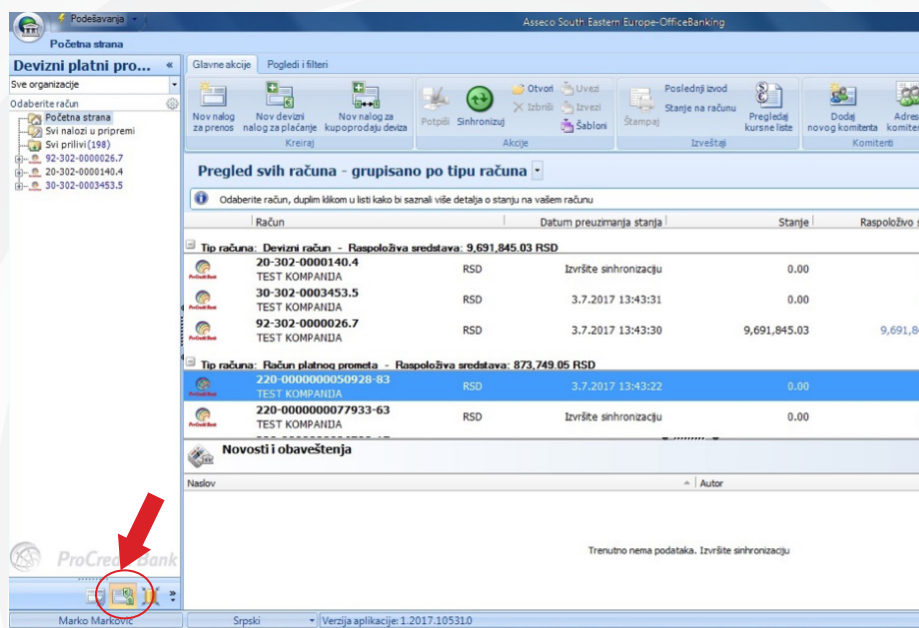 Podešavanja
Asseco South Eastern Europe-OfficeBanking
Početna strana
Devizni platni pro... «
Sve organizacije
Odaberite račun
Početna strana
Svi nalozi u pripremi
Svi prilivi(198)
92-302-0000026.7
20-302-0000140.4
30-302-0003453.5
Glavne akcije Pogledi i filteri
Nov nalog za prenos
Nov devizni nalog za plaćanje
Nov nalog za kupoprodaju deviza
Kreiraj
Potpiši
Sinhronizuj
Otvori
Izbriši
Uvezi
Izvezi
Šabloni
Akcije
Štampaj
Poslednji izvod
Stanje na računu
Pregledaj kursne liste
Izveštaji
Dodaj novog komitenta
Adres
komiten
Komitenti
Pregled svih računa - grupisano po tipu računa
Odaberite račun, duplim klikom u listi kako bi saznali više detalja o stanju na vašem računu
Račun Datum preuzimanja stanja Stanje Raspoloživo s
Tip računa: Devizni račun - Raspoloživa sredstava: 9,691,845.03 RSD
20-302-0000140.4
TEST KOMPANIJA RSD Izvršite sinhronizaciju 0.00
30-302-0003453.5
TEST KOMPANIJA RSD 3.7.2017 13:43:31 0.00
92-302-0000026.7
TEST KOMPANIJA RSD 3.7.2017 13:43:30 9,691,845.03 9,691,8
Tip računa: Račun platnog prometa - Raspoloživa sredstava: 873,749.05 RSD
220-0000000050928-83
TEST KOMPANIJA RSD 3.7.2017 13:43:22 0.00
220-0000000077933-63
TEST KOMPANIJA RSD Izvršite sinhronizaciju 0.00
Novosti i obaveštenja
Naslov Autor
Trenutno nema podataka. Izvršite sinhronizaciju
ProCredit Bank
Marko Marković Srpski Verzija aplikacije: 1.2017.10531.0